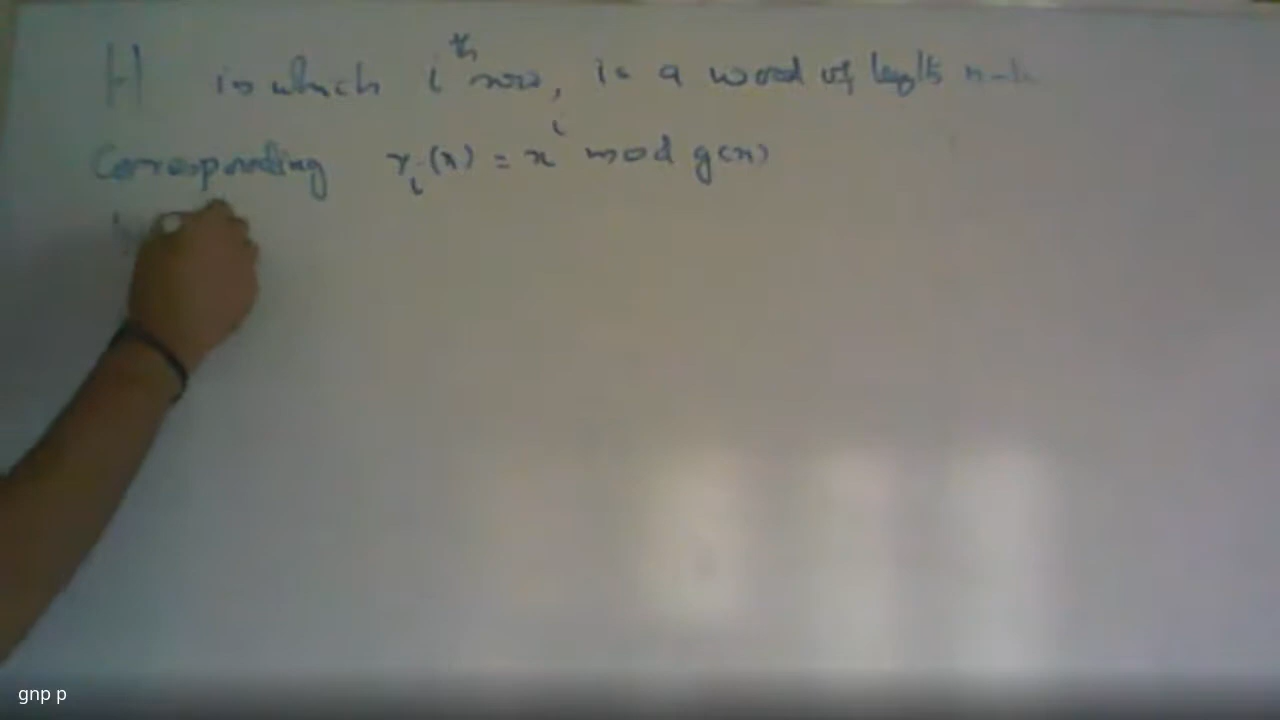 H in which i^th row, is a word of length n-k
Corresponding r_i(x) = x^i mod g(x)
gnp p